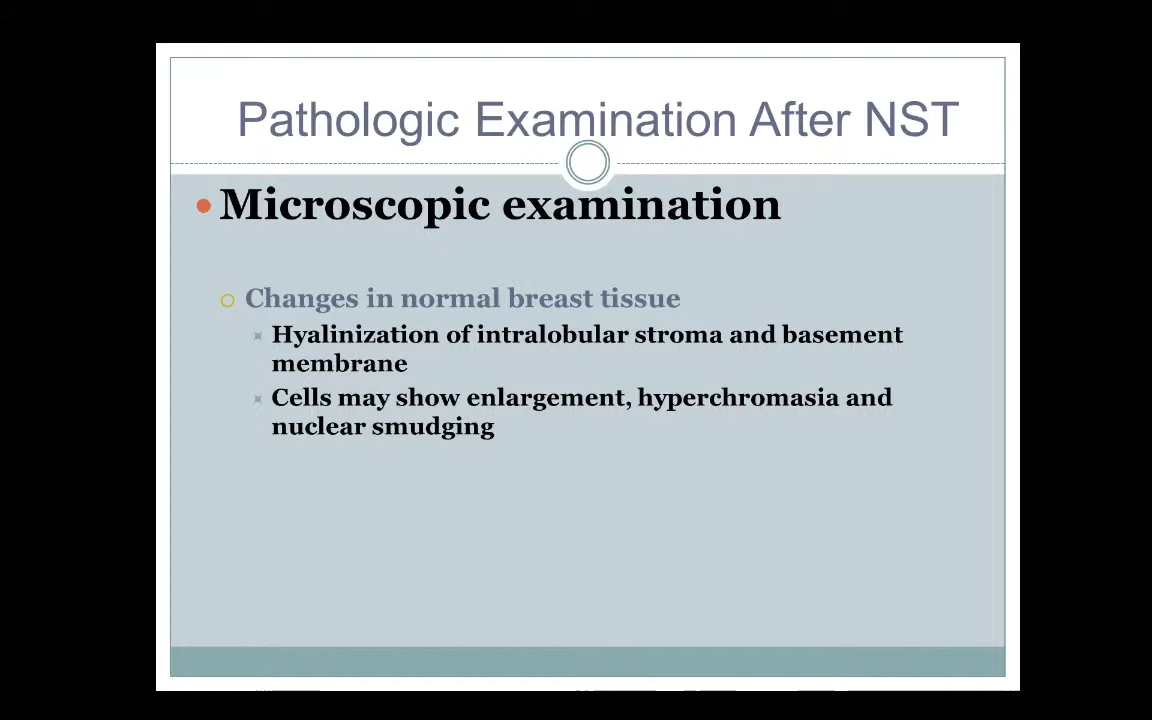 Pathologic Examination After NST
Microscopic examination
Changes in normal breast tissue
Hyalinization of intralobular stroma and basement
membrane
Cells may show enlargement, hyperchromasia and
nuclear smudging